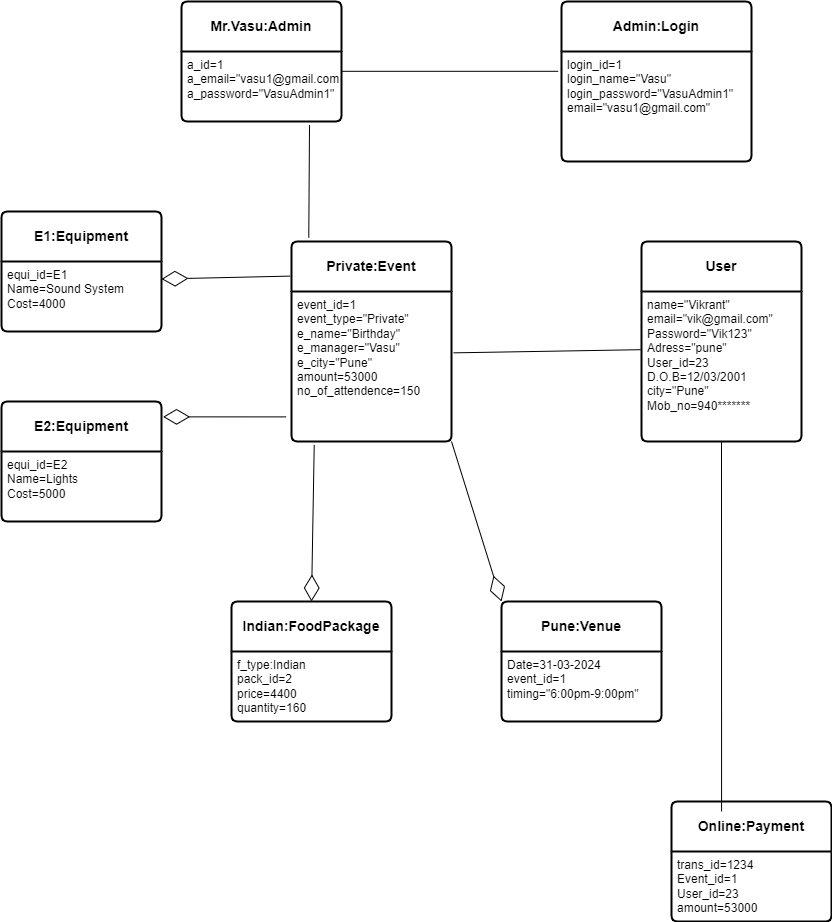 Mr.Vasu:Admin
a_id=1
a_email="vasu1@gmail.com
a_password="VasuAdmin1"
Admin:Login
login_id=1
login_name="Vasu"
login_password="VasuAdmin1"
email="vasu1@gmail.com"
E1:Equipment
equi_id=E1
Name=Sound System
Cost=4000
Private:Event
event_id=1
event_type="Private"
e_name="Birthday"
e_manager="Vasu"
e_city="Pune"
amount=53000
no_of_attendence=150
User
name="Vikrant"
email="vik@gmail.com"
Password="Vik123"
Adress="pune"
User_id=23
D.O.B=12/03/2001
city="Pune"
Mob_no=940*******
E2:Equipment
equi_id=E2
Name=Lights
Cost=5000
Indian:FoodPackage
f_type:Indian
pack_id=2
price=4400
quantity=160
Pune:Venue
Date=31-03-2024
event_id=1
timing="6:00pm-9:00pm"
Online:Payment
trans_id=1234
Event_id=1
User_id=23
amount=53000